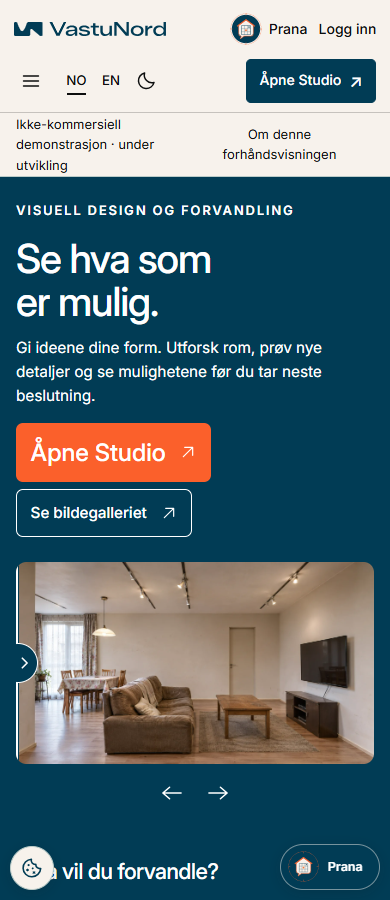 VastuNord
Prana
Logg inn
NO
EN
Åpne Studio
Ikke-kommersiell
demonstrasjon · under
utvikling
Om denne
forhåndsvisningen
VISUELL DESIGN OG FORVANDLING
Se hva som
er mulig.
Gi ideene dine form. Utforsk rom, prøv nye
detaljer og se mulighetene før du tar neste
beslutning.
Åpne Studio
Se bildegalleriet
vil du forvandle?
Prana